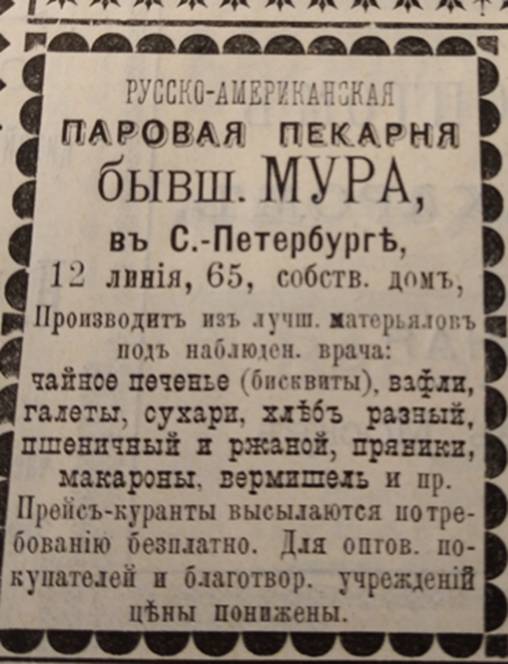 РУССКО-АМЕРИКАНСКАЯ
ПАРОВАЯ ПЕКАРНЯ
бывш. МУРА,
въ С.-Петербургѣ,
12 линія, 65, собств. домъ,
Производитъ изъ лучш. матерьяловъ
подъ наблюден. врача:
чайное печенье (бисквиты), вафли,
галеты, сухари, хлѣбъ разный,
пшеничный и ржаной, пряники,
макароны, вермишель и пр.
Прейсъ-куранты высылаются по тре-
бованію безплатно. Для оптов. по-
купателей и благотвор. учрежденій
цѣны понижены.